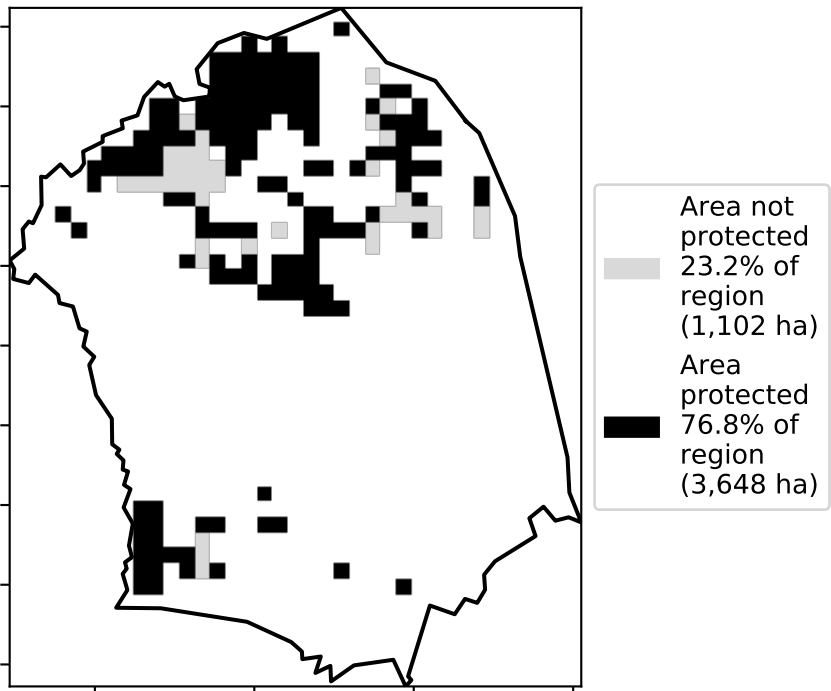 Area not
protected
23.2% of
region
(1,102 ha)
Area
protected
76.8% of
region
(3,648 ha)